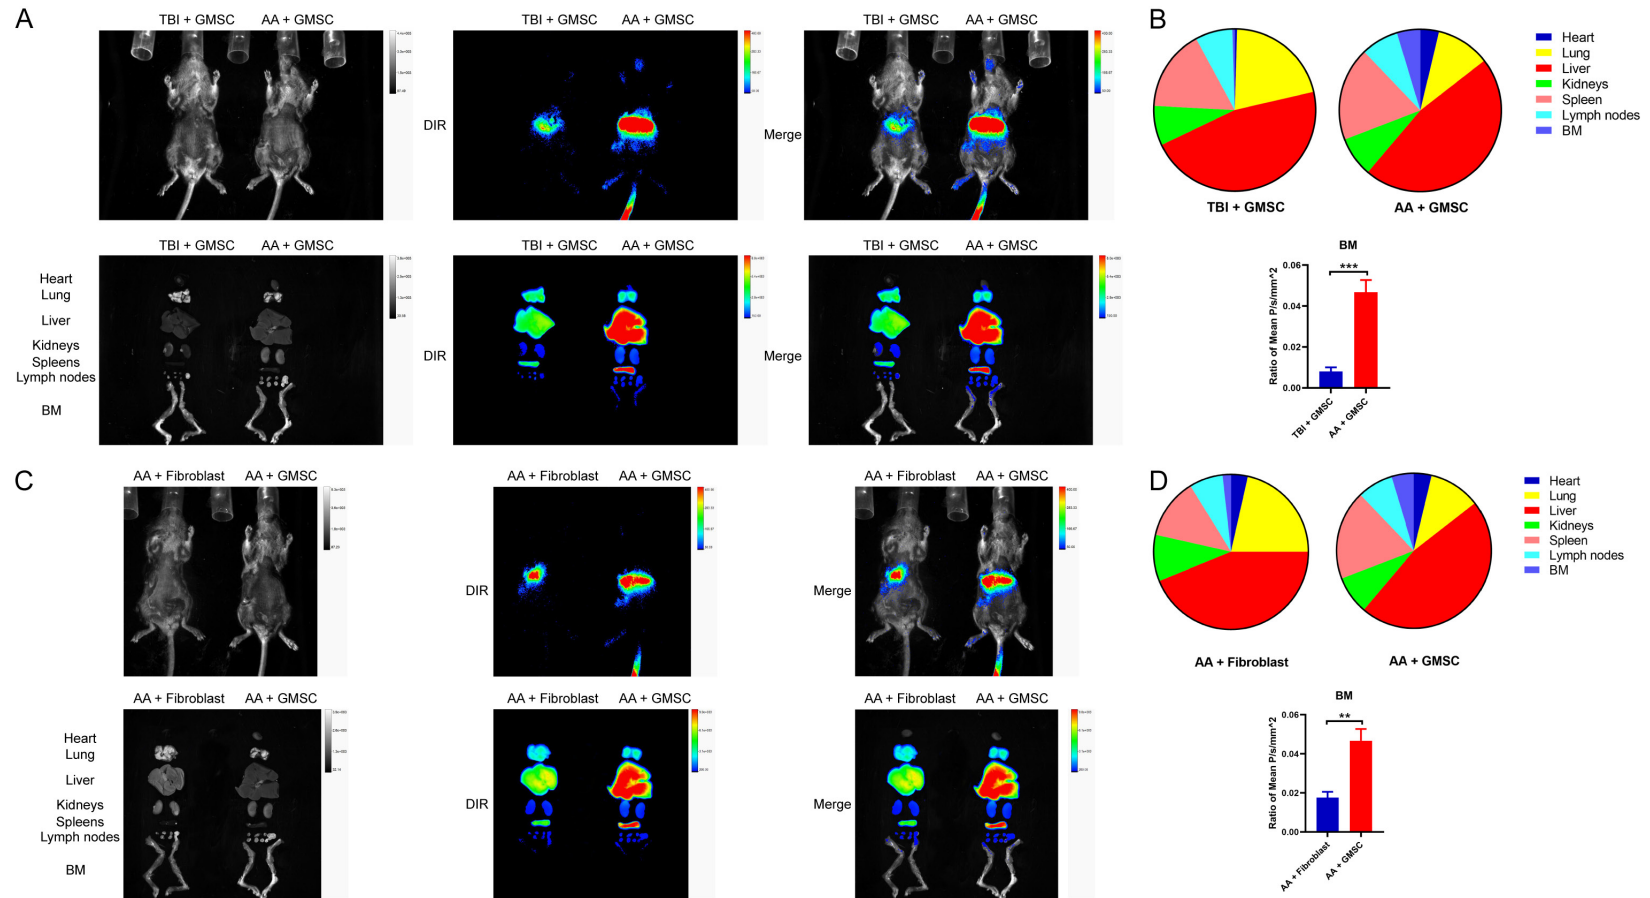 A
TBI + GMSC AA + GMSC
TBI + GMSC AA + GMSC
TBI + GMSC AA + GMSC
DIR
Merge
TBI + GMSC AA + GMSC
TBI + GMSC AA + GMSC
TBI + GMSC AA + GMSC
Heart
Lung
Liver
Kidneys
Spleens
Lymph nodes
BM
DIR
Merge
B
Heart
Lung
Liver
Kidneys
Spleen
Lymph nodes
BM
TBI + GMSC
AA + GMSC
BM
Ratio of Mean P/s/mm^2
0.06
0.04
0.02
0.00
***
TBI + GMSC
AA + GMSC
C
AA + Fibroblast AA + GMSC
AA + Fibroblast AA + GMSC
AA + Fibroblast AA + GMSC
DIR
Merge
AA + Fibroblast AA + GMSC
AA + Fibroblast AA + GMSC
AA + Fibroblast AA + GMSC
Heart
Lung
Liver
Kidneys
Spleens
Lymph nodes
BM
DIR
Merge
D
Heart
Lung
Liver
Kidneys
Spleen
Lymph nodes
BM
AA + Fibroblast
AA + GMSC
BM
Ratio of Mean P/s/mm^2
0.06
0.04
0.02
0.00
**
AA + Fibroblast
AA + GMSC